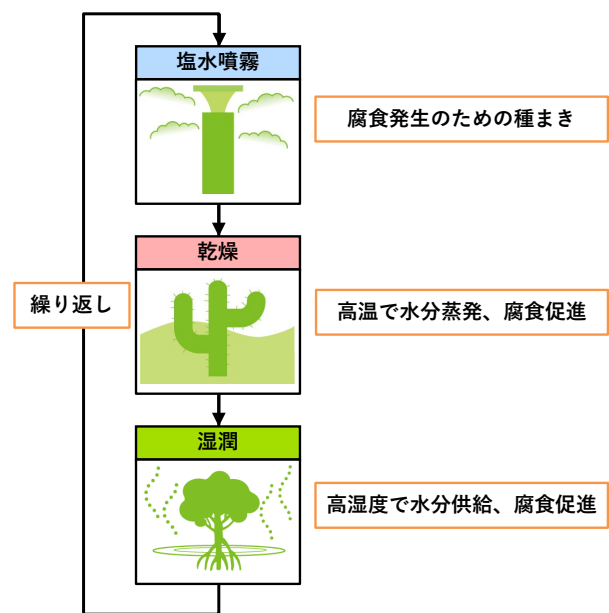 塩水噴霧
腐食発生のための種まき
乾燥
繰り返し
高温で水分蒸発、腐食促進
湿潤
高湿度で水分供給、腐食促進